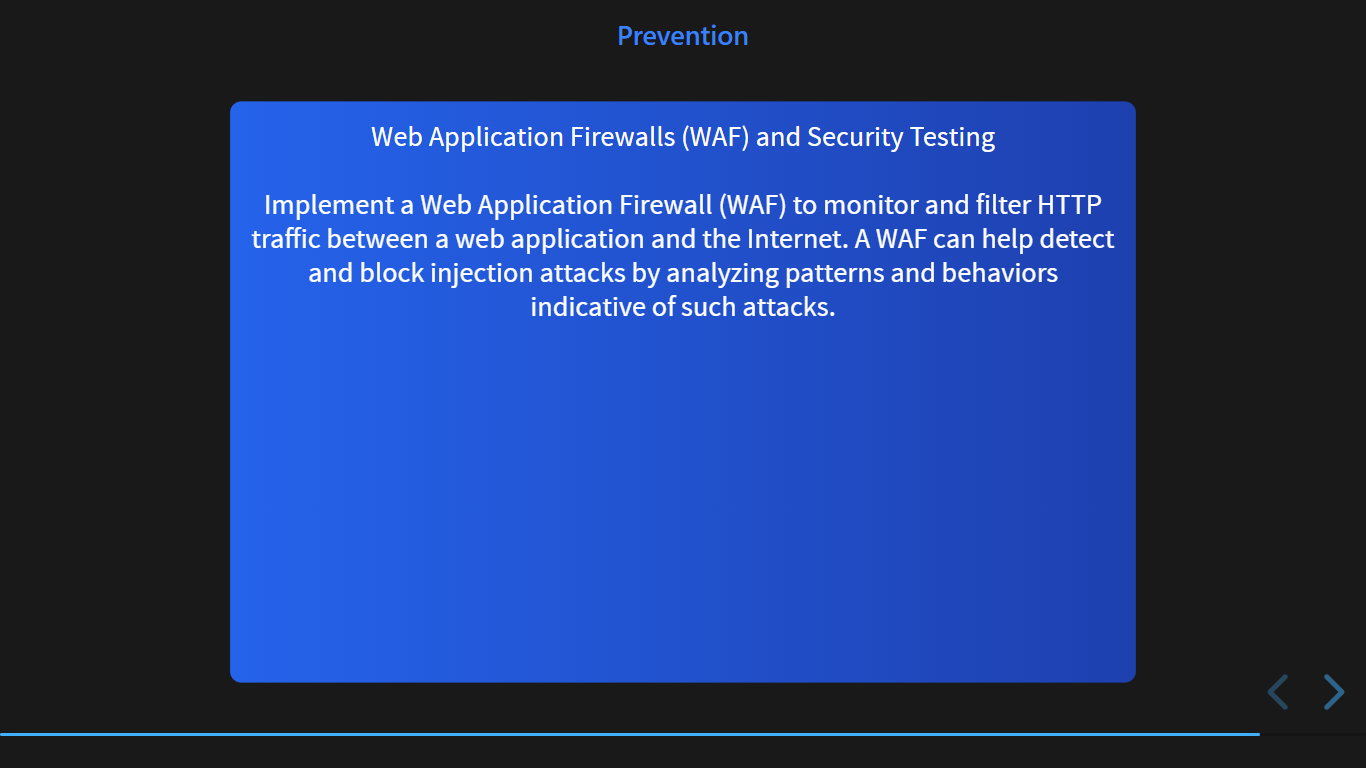 Prevention
Web Application Firewalls (WAF) and Security Testing
Implement a Web Application Firewall (WAF) to monitor and filter HTTP
traffic between a web application and the Internet. A WAF can help detect
and block injection attacks by analyzing patterns and behaviors
indicative of such attacks.